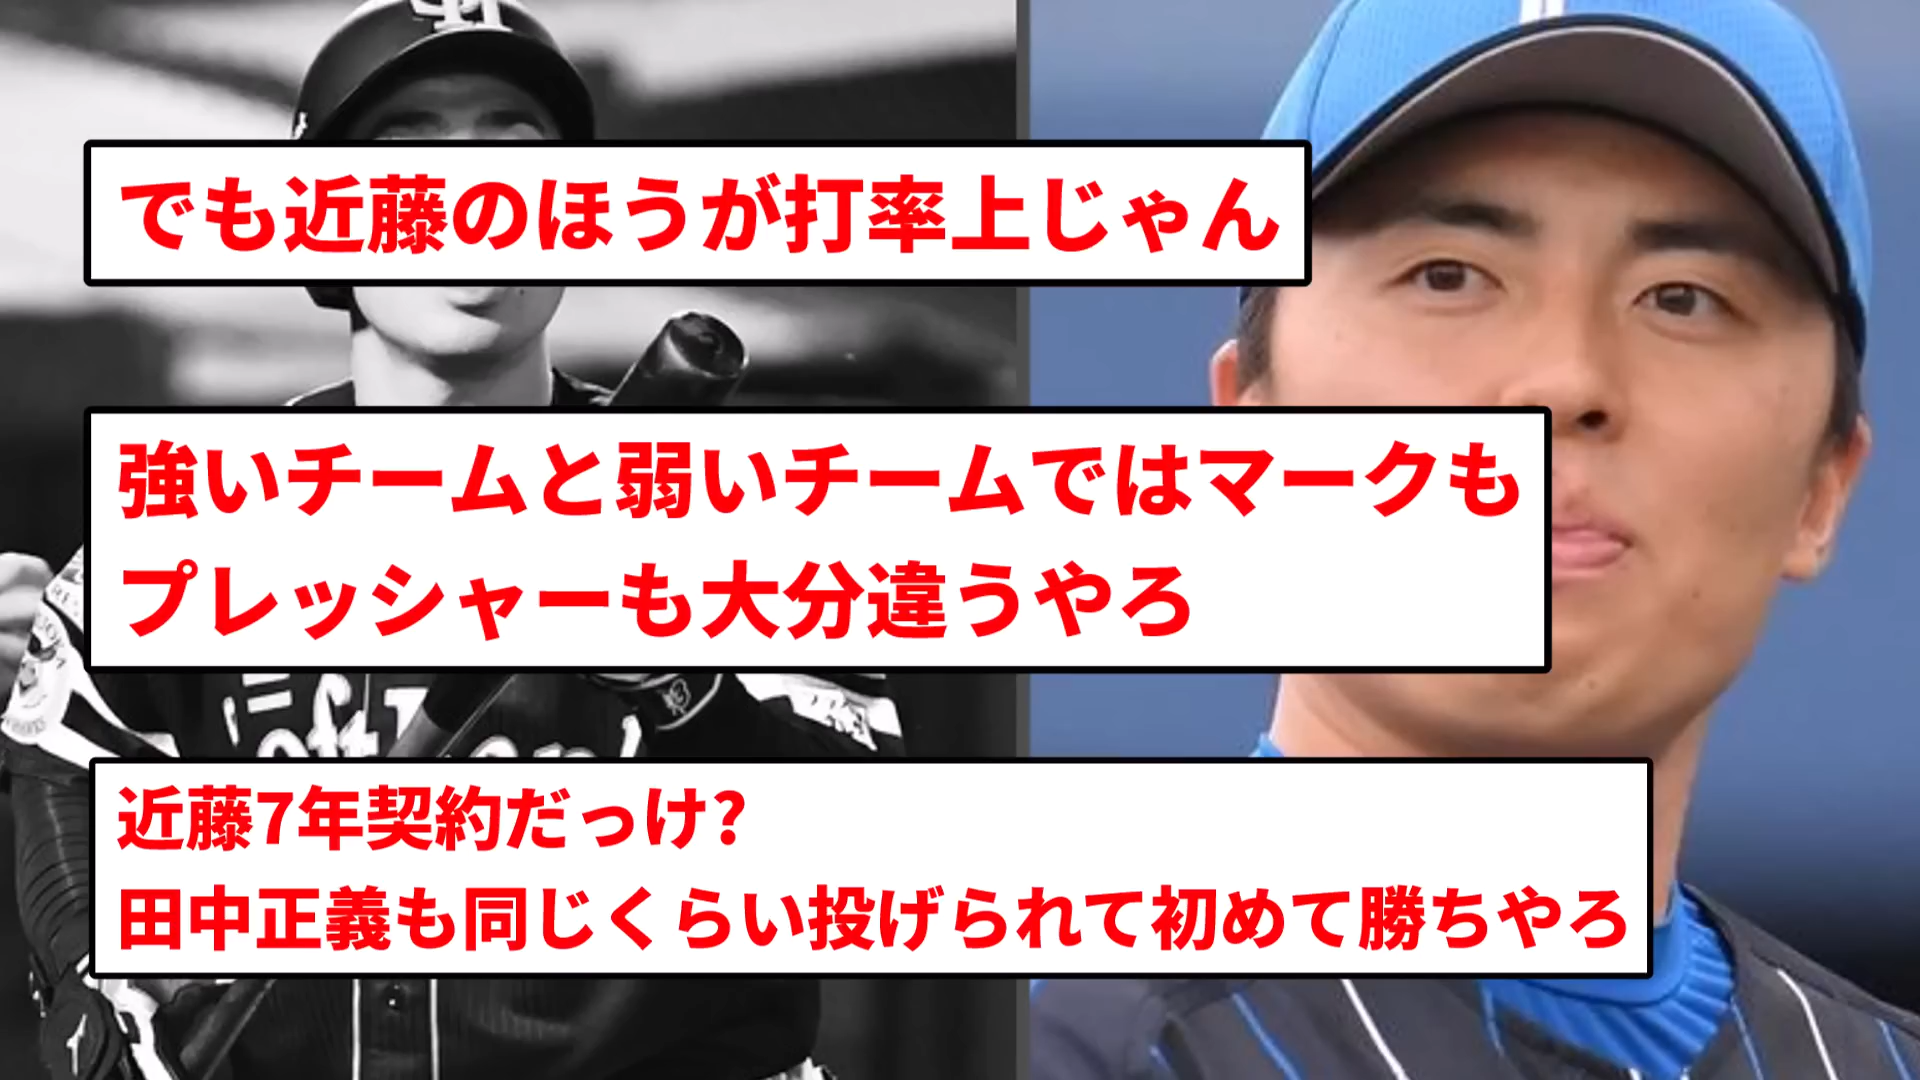 でも近藤のほうが打率上じゃん
強いチームと弱いチームではマークも
プレッシャーも大分違うやろ
近藤7年契約だっけ?
田中正義も同じくらい投げられて初めて勝ちやろ